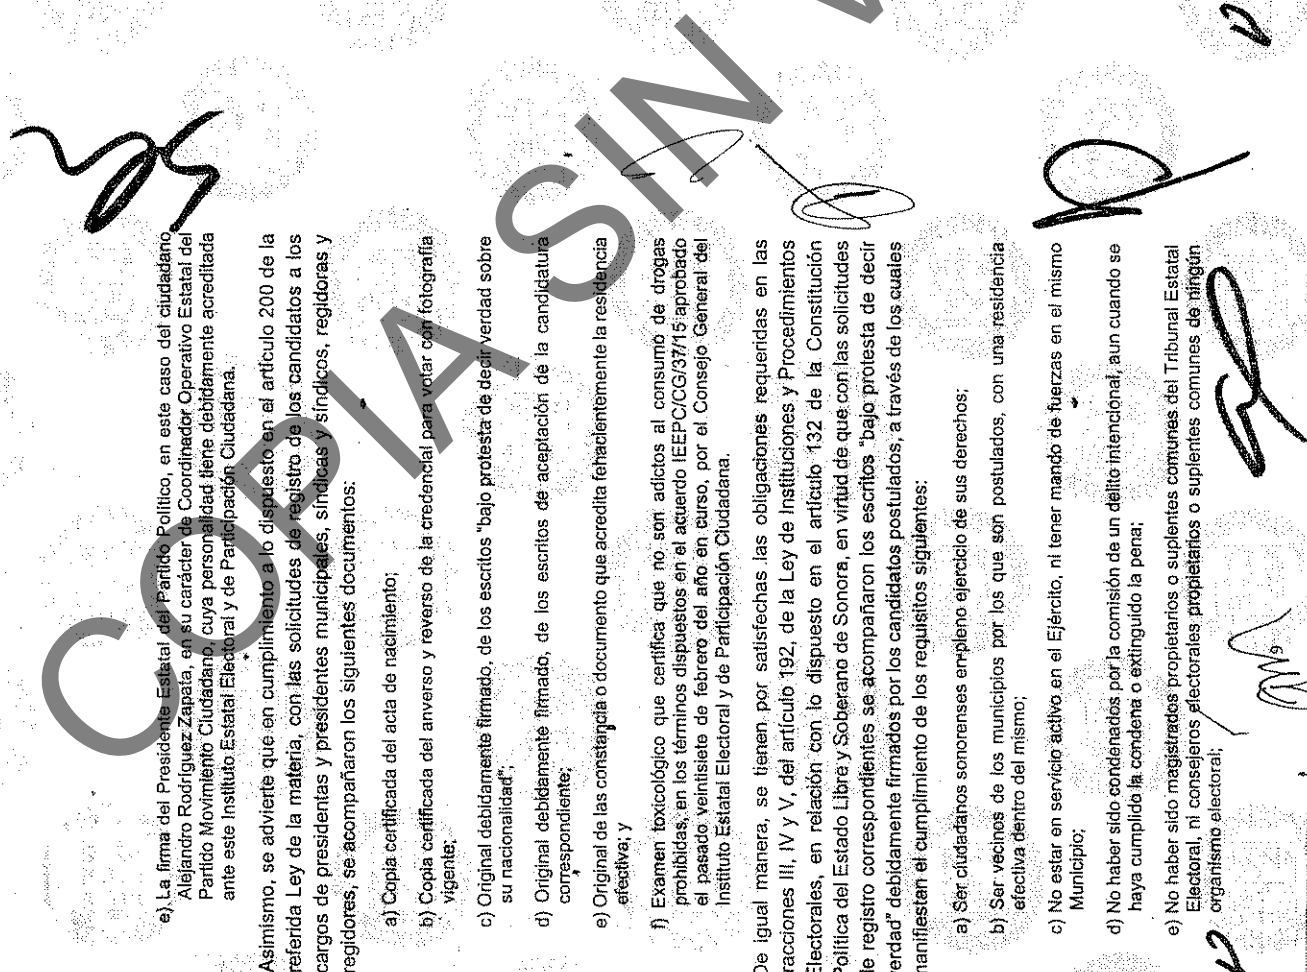 e) La firma del Presidente Estatal del Partido Político, en este caso del ciudadano
Alejandro Rodríguez Zapata, en su carácter de Coordinador Operativo Estatal del
Partido Movimiento Ciudadano, cuya personalidad tiene debidamente acreditada
ante este Instituto Estatal Electoral y de Participación Ciudadana.
Asimismo, se advierte que en cumplimiento a lo dispuesto en el artículo 200 de la
referida Ley de la materia, con las solicitudes de registro de los candidatos a los
cargos de presidentas y presidentes municipales, síndicas y síndicos, regidoras y
regidores, se acompañaron los siguientes documentos:
a) Copia certificada del acta de nacimiento;
b) Copia certificada del anverso y reverso de la credencial para votar con fotografía
vigente;
c) Original debidamente firmado, de los escritos "bajo protesta de decir verdad sobre
su nacionalidad";
d) Original debidamente firmado, de los escritos de aceptación de la candidatura
correspondiente;
e) Original de las constancia o documento que acredita fehacientemente la residencia
efectiva; y
f) Examen toxicológico que certifica que no son adictos al consumo de drogas
prohibidas, en los términos dispuestos en el acuerdo IEEPC/CG/37/15 aprobado
el pasado veintisiete de febrero del año en curso, por el Consejo General del
Instituto Estatal Electoral y de Participación Ciudadana.
De igual manera, se tienen por satisfechas las obligaciones requeridas en las
racciones III, IV y V, del artículo 192, de la Ley de Instituciones y Procedimientos
Electorales, en relación con lo dispuesto en el artículo 132 de la Constitución
Política del Estado Libre y Soberano de Sonora, en virtud de que con las solicitudes
de registro correspondientes se acompañaron los escritos "bajo protesta de decir
verdad" debidamente firmados por los candidatos postulados, a través de los cuales
manifiesten el cumplimiento de los requisitos siguientes:
a) Ser ciudadanos sonorenses en pleno ejercicio de sus derechos;
b) Ser vecinos de los municipios por los que son postulados, con una residencia
efectiva dentro del mismo;
c) No estar en servicio activo en el Ejército, ni tener mando de fuerzas en el mismo
Municipio;
d) No haber sido condenados por la comisión de un delito intencional, aun cuando se
haya cumplido la condena o extinguido la pena;
e) No haber sido magistrados propietarios o suplentes comunes del Tribunal Estatal
Electoral, ni consejeros electorales propietarios o suplentes comunes de ningún
organismo electoral;
COPIA SIN